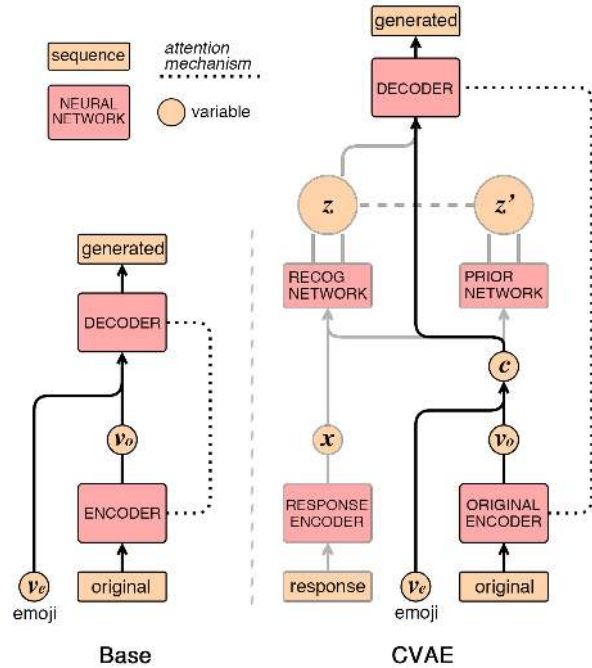 sequence
attention
mechanism
NEURAL
NETWORK
variable
generated
DECODER
vo
ENCODER
ve
original
emoji
Base
generated
DECODER
z
z'
RECOG
NETWORK
PRIOR
NETWORK
c
x
vo
RESPONSE
ENCODER
ORIGINAL
ENCODER
response
ve
original
emoji
CVAE